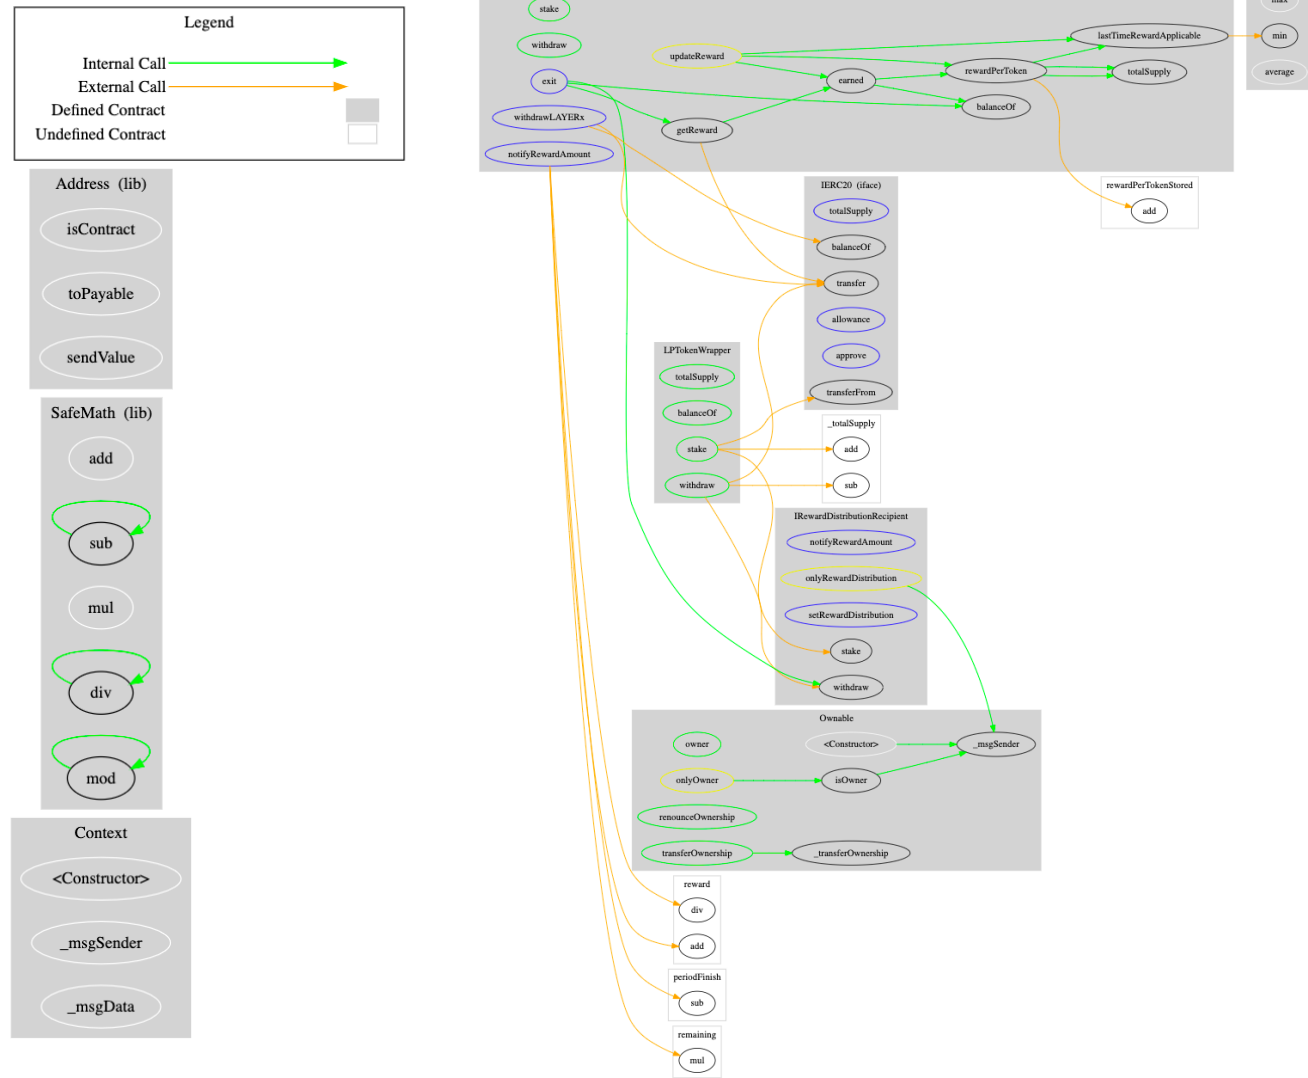 Legend
Internal Call
External Call
Defined Contract
Undefined Contract
Address (lib)
isContract
toPayable
sendValue
SafeMath (lib)
add
sub
mul
div
mod
Context
<Constructor>
_msgSender
_msgData
stake
withdraw
exit
withdrawLAYERx
notifyRewardAmount
updateReward
getReward
earned
rewardPerToken
balanceOf
lastTimeRewardApplicable
totalSupply
max
min
average
rewardPerTokenStored
add
IERC20 (iface)
totalSupply
balanceOf
transfer
allowance
approve
transferFrom
LPTokenWrapper
totalSupply
balanceOf
stake
withdraw
_totalSupply
add
sub
IRewardDistributionRecipient
notifyRewardAmount
onlyRewardDistribution
setRewardDistribution
stake
withdraw
Ownable
owner
<Constructor>
_msgSender
onlyOwner
isOwner
renounceOwnership
transferOwnership
_transferOwnership
reward
div
add
periodFinish
sub
remaining
mul